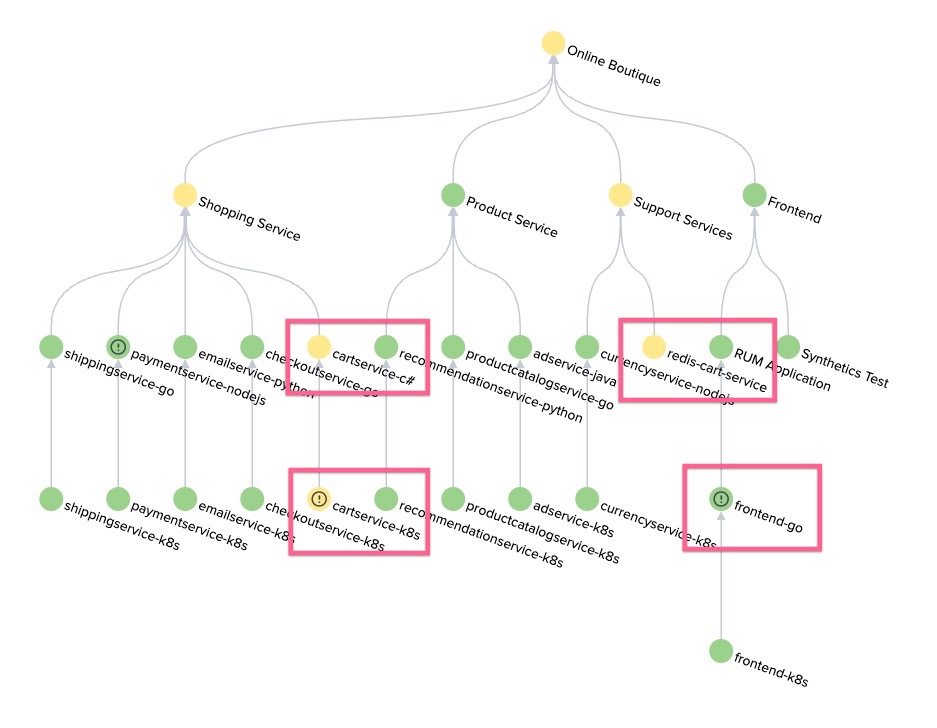 Online Boutique
Shopping Service
Product Service
Support Services
Frontend
shippingservice-go
paymentservice-nodejs
emailservice-python
checkoutservice-go
cartservice-c#
recommendationservice-python
productcatalogservice-go
adservice-java
currencyservice-nodejs
redis-cart-service
RUM Application
Synthetics Test
shippingservice-k8s
paymentservice-k8s
emailservice-k8s
checkoutservice-k8s
cartservice-k8s
recommendationservice-k8s
productcatalogservice-k8s
adservice-k8s
currencyservice-k8s
frontend-go
frontend-k8s